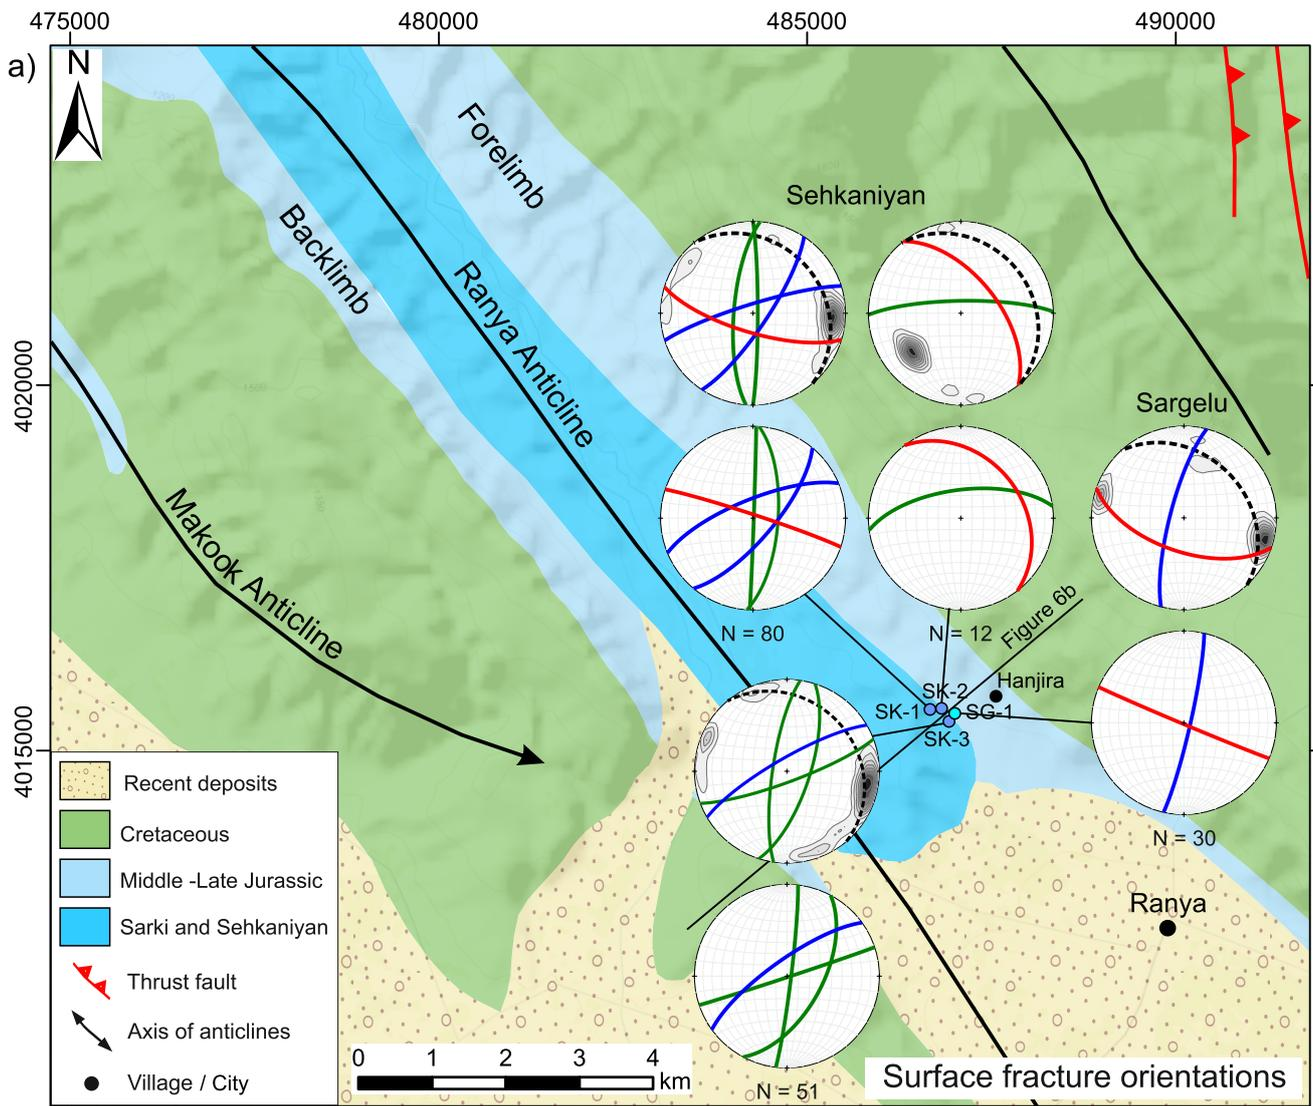 475000
480000
485000
490000
a)
N
Forelimb
Backlimb
Ranya Anticline
Makook Anticline
4020000
4015000
Sehkaniyan
Sargelu
N = 80
N = 12
Figure 6b
Hanjira
SK-2
SK-1
SG-1
SK-3
N = 30
Ranya
N = 51
Recent deposits
Cretaceous
Middle -Late Jurassic
Sarki and Sehkaniyan
Thrust fault
Axis of anticlines
Village / City
0 1 2 3 4
km
Surface fracture orientations